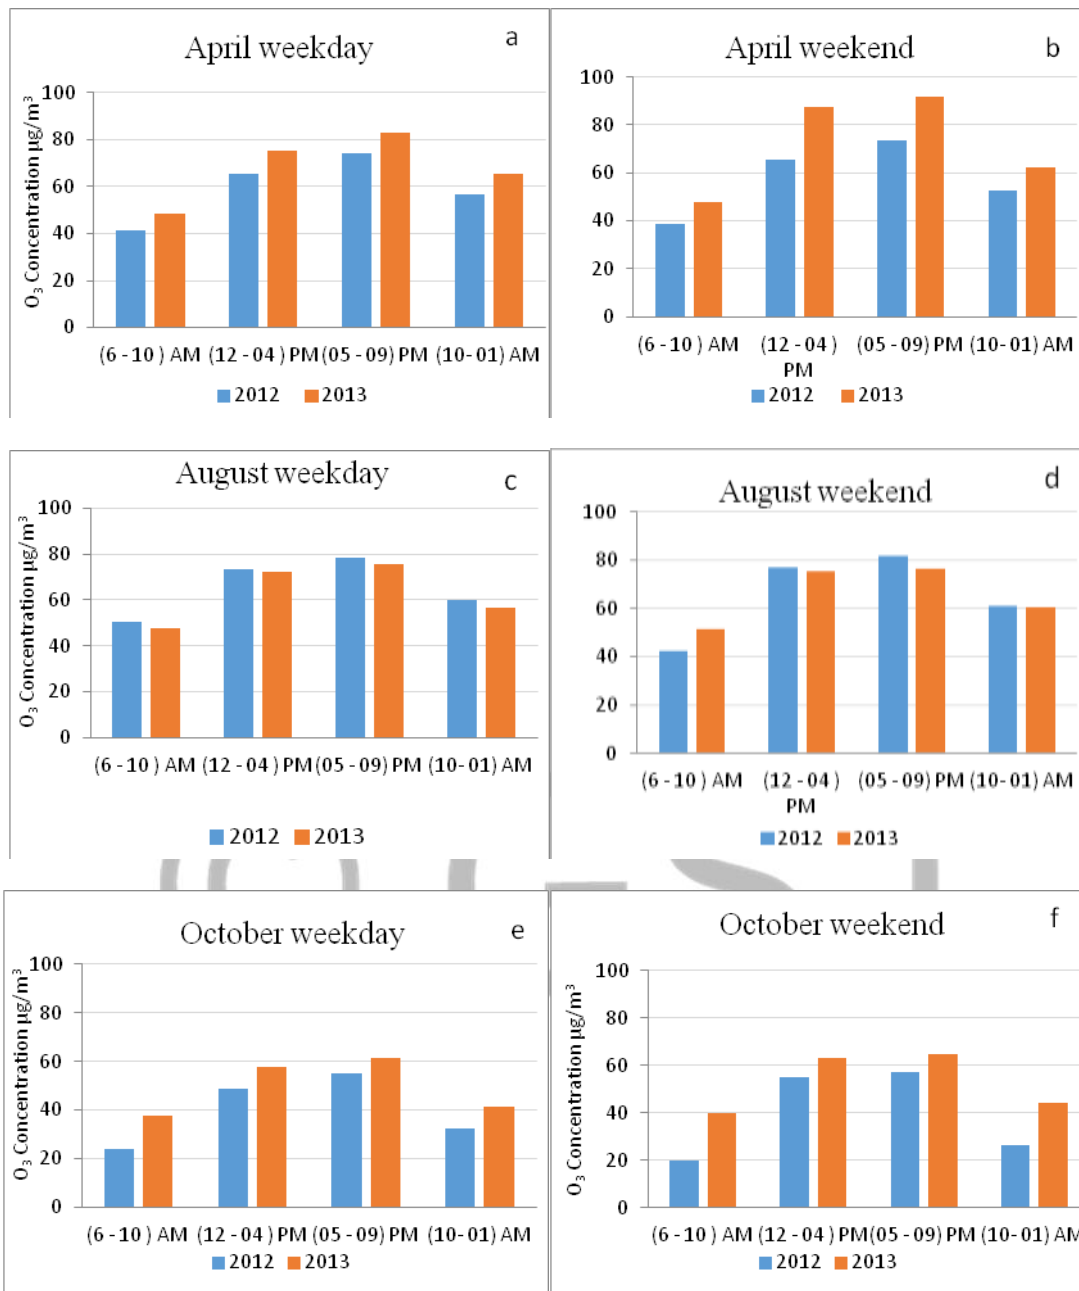 April weekday
a
O₃ Concentration µg/m³
100
80
60
40
20
0
(6 - 10 ) AM (12 - 04 ) PM (05 - 09) PM (10- 01) AM
2012 2013
April weekend
b
100
80
60
40
20
0
(6 - 10 ) AM (12 - 04 ) PM (05 - 09) PM (10- 01) AM
2012 2013
August weekday
c
O₃ Concentration µg/m³
100
80
60
40
20
0
(6 - 10 ) AM (12 - 04 ) PM (05 - 09) PM (10- 01) AM
2012 2013
August weekend
d
100
80
60
40
20
0
(6 - 10 ) AM (12 - 04 ) PM (05 - 09) PM (10- 01) AM
2012 2013
October weekday
e
O₃ Concentration µg/m³
100
80
60
40
20
0
(6 - 10 ) AM (12 - 04 ) PM (05 - 09) PM (10- 01) AM
2012 2013
October weekend
f
O₃ Concentration µg/m³
100
80
60
40
20
0
(6 - 10 ) AM (12 - 04 ) PM (05 - 09) PM (10- 01) AM
2012 2013